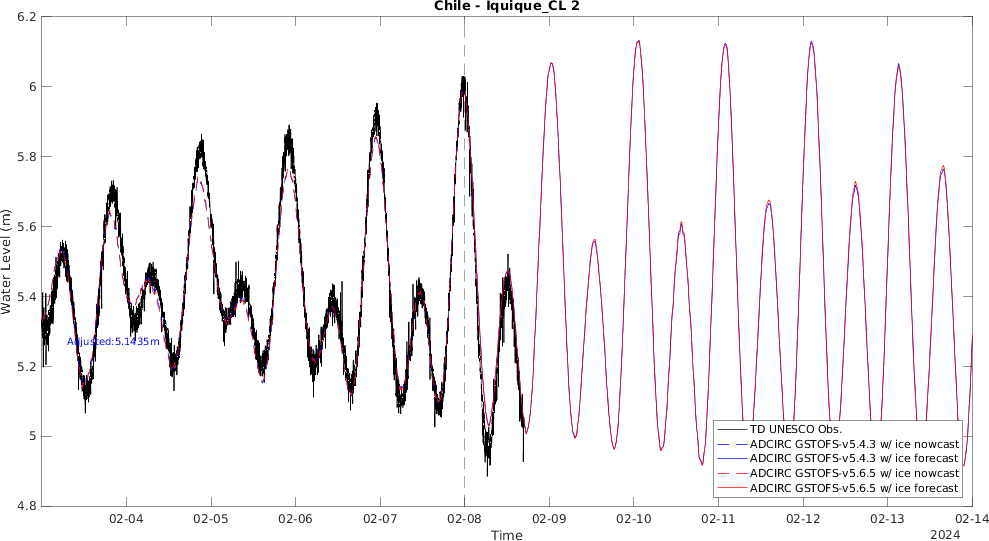 Chile - Iquique_CL 2
Water Level (m)
6.2
6
5.8
5.6
5.4
5.2
5
4.8
Adjusted:5.1435m
TD UNESCO Obs.
ADCIRC GSTOFS-v5.4.3 w/ ice nowcast
ADCIRC GSTOFS-v5.4.3 w/ ice forecast
ADCIRC GSTOFS-v5.6.5 w/ ice nowcast
ADCIRC GSTOFS-v5.6.5 w/ ice forecast
02-04 02-05 02-06 02-07 02-08 02-09 02-10 02-11 02-12 02-13 02-14
Time
2024